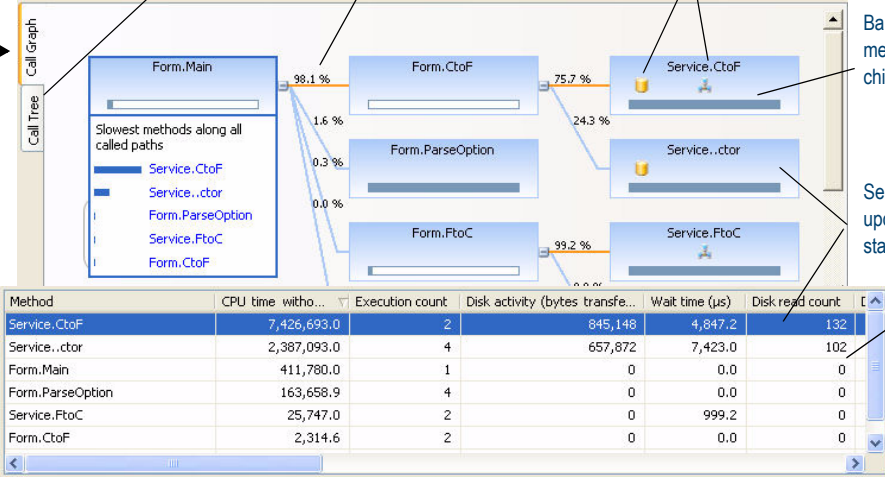 Call Graph
Call Tree
Form.Main
Slowest methods along all
called paths
Service.CtoF
Service..ctor
Form.ParseOption
Service.FtoC
Form.CtoF
98.1 %
1.6 %
0.3 %
0.0 %
Form.CtoF
Form.ParseOption
Form.FtoC
75.7 %
24.3 %
99.2 %
Service.CtoF
Service..ctor
Service.FtoC
Ba
me
chi
Se
upo
sta
Method CPU time witho... Execution count Disk activity (bytes transfe... Wait time (µs) Disk read count
Service.CtoF 7,426,693.0 2 845,148 4,847.2 132
Service..ctor 2,387,093.0 4 657,872 7,423.0 102
Form.Main 411,780.0 1 0 0.0 0
Form.ParseOption 163,658.9 4 0 0.0 0
Service.FtoC 25,747.0 2 0 999.2 0
Form.CtoF 2,314.6 2 0 0.0 0